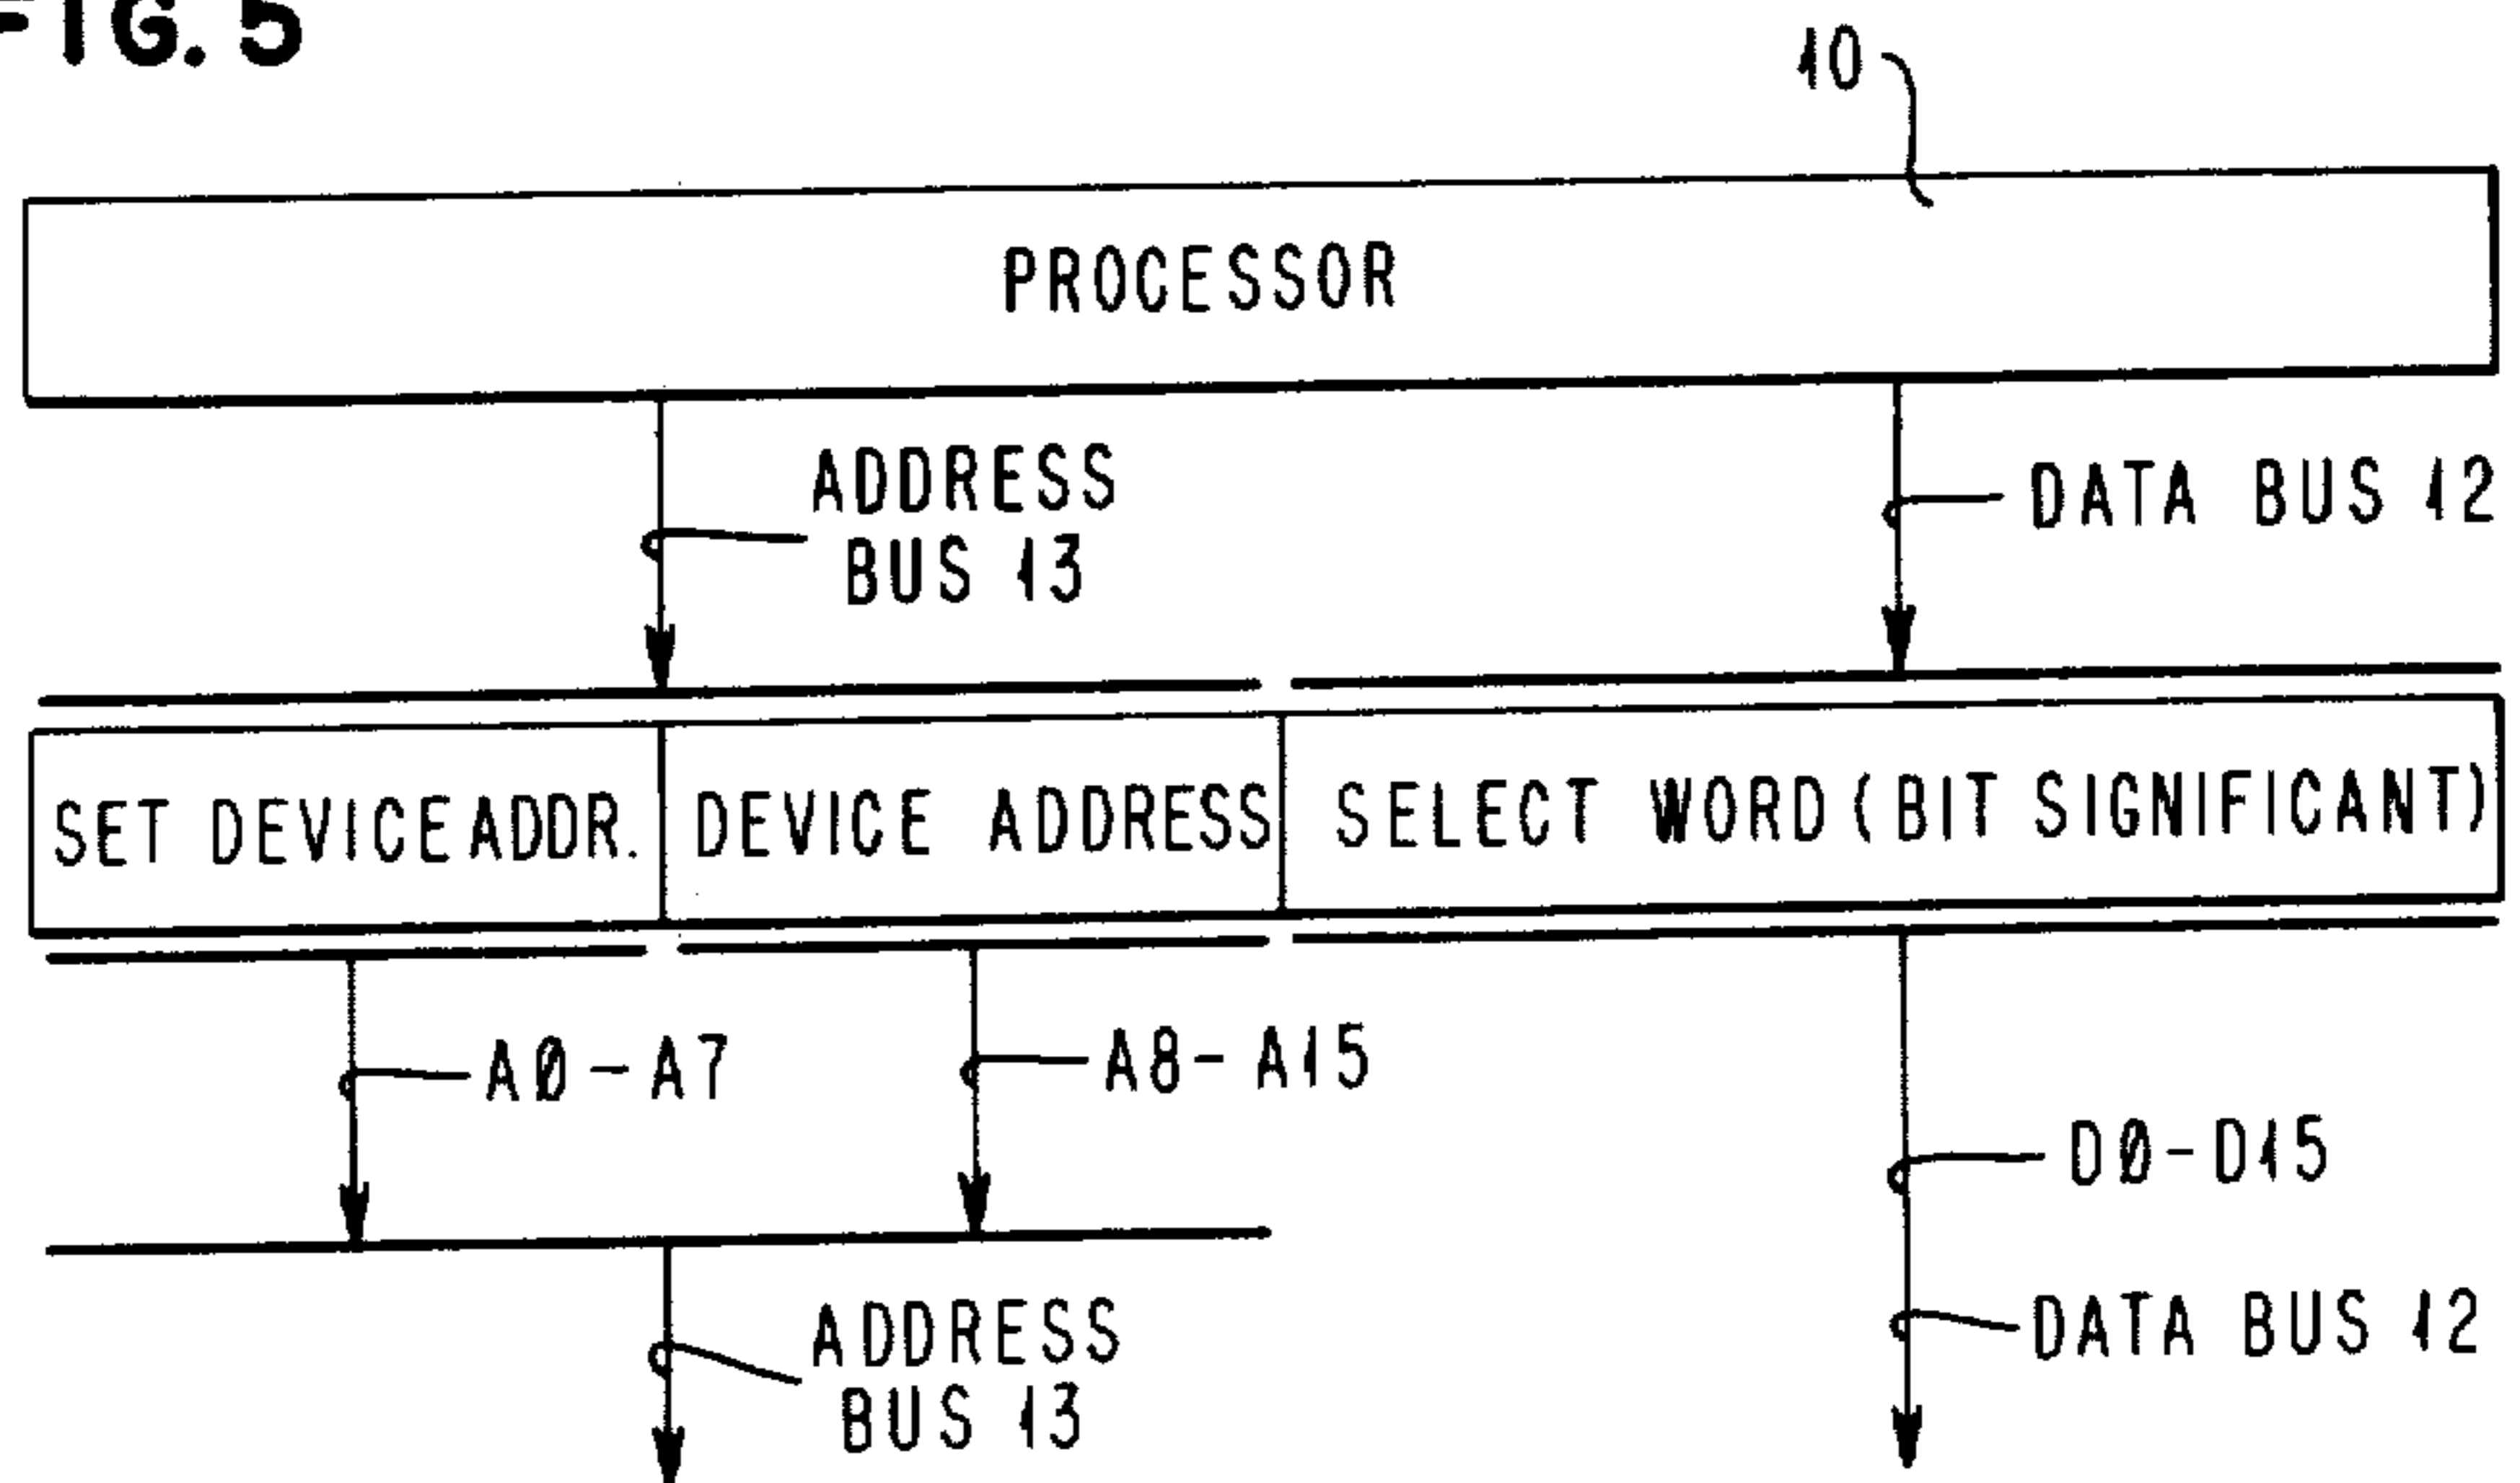 FIG. 5
10
PROCESSOR
ADDRESS
BUS 13
DATA BUS 12
SET DEVICE ADDR.
DEVICE ADDRESS
SELECT WORD (BIT SIGNIFICANT)
A0-A7
A8-A15
D0-D15
ADDRESS
BUS 13
DATA BUS 12